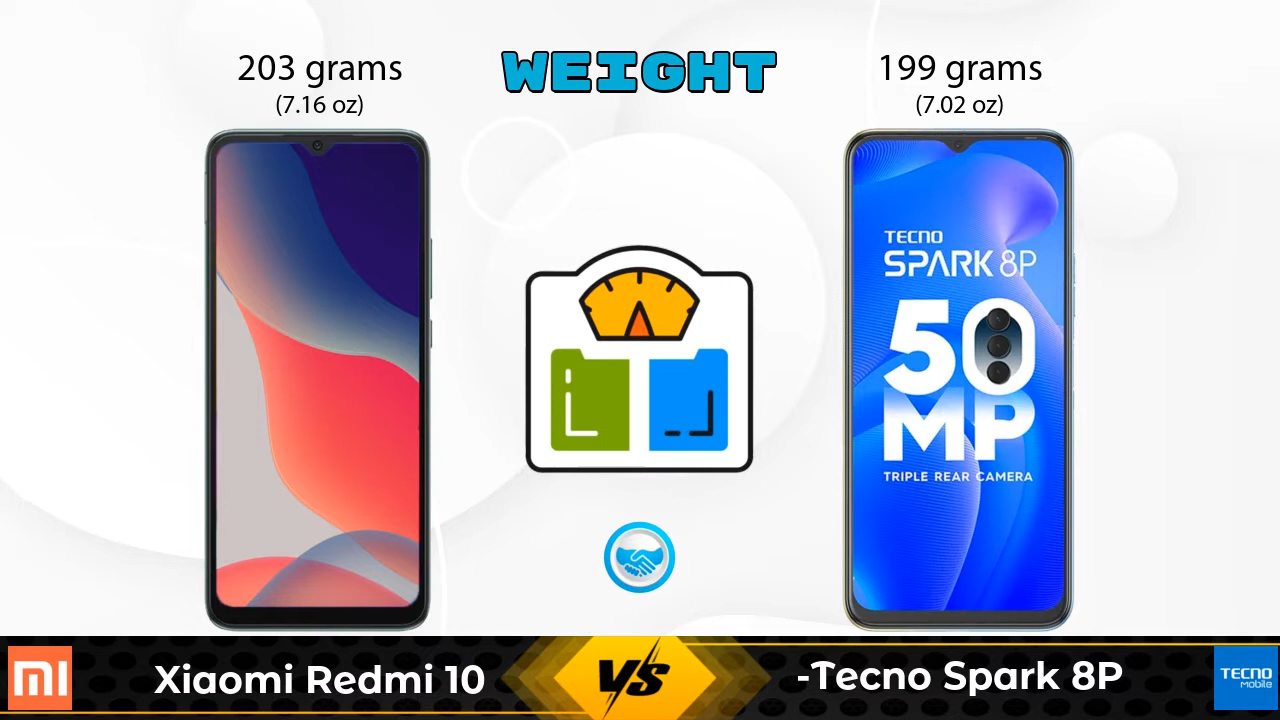 WEIGHT
203 grams
(7.16 oz)
199 grams
(7.02 oz)
TECNO
SPARK 8P
50
MP
TRIPLE REAR CAMERA
MI
Xiaomi Redmi 10
VS
-Tecno Spark 8P
TECNO
mobile